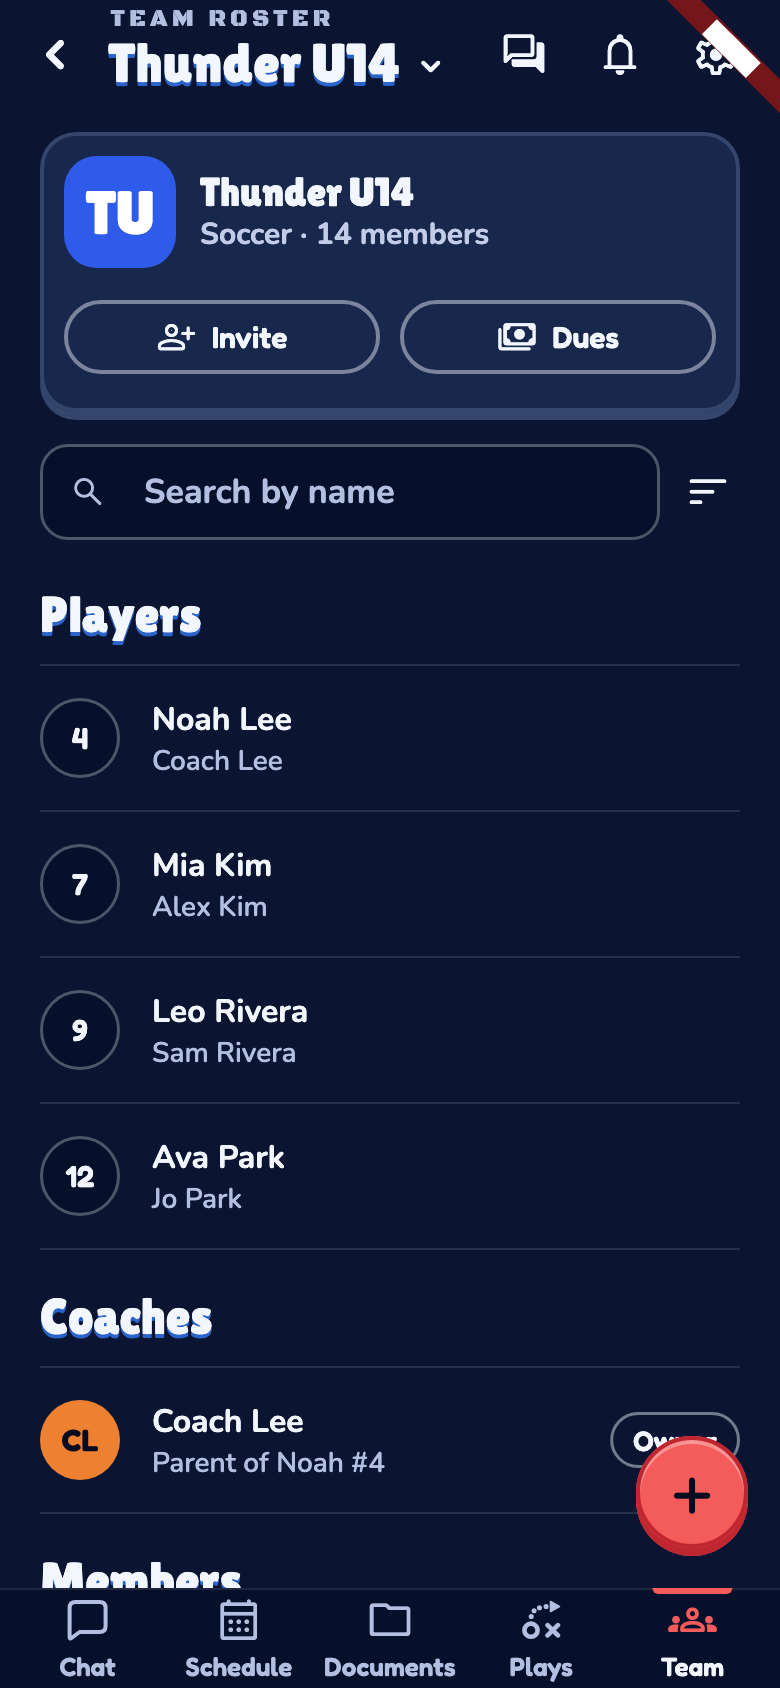 TEAM ROSTER
Thunder U14
TU
Thunder U14
Soccer · 14 members
Invite
Dues
Search by name
Players
4
Noah Lee
Coach Lee
7
Mia Kim
Alex Kim
9
Leo Rivera
Sam Rivera
12
Ava Park
Jo Park
Coaches
CL
Coach Lee
Parent of Noah #4
Members
Chat
Schedule
Documents
Plays
Team